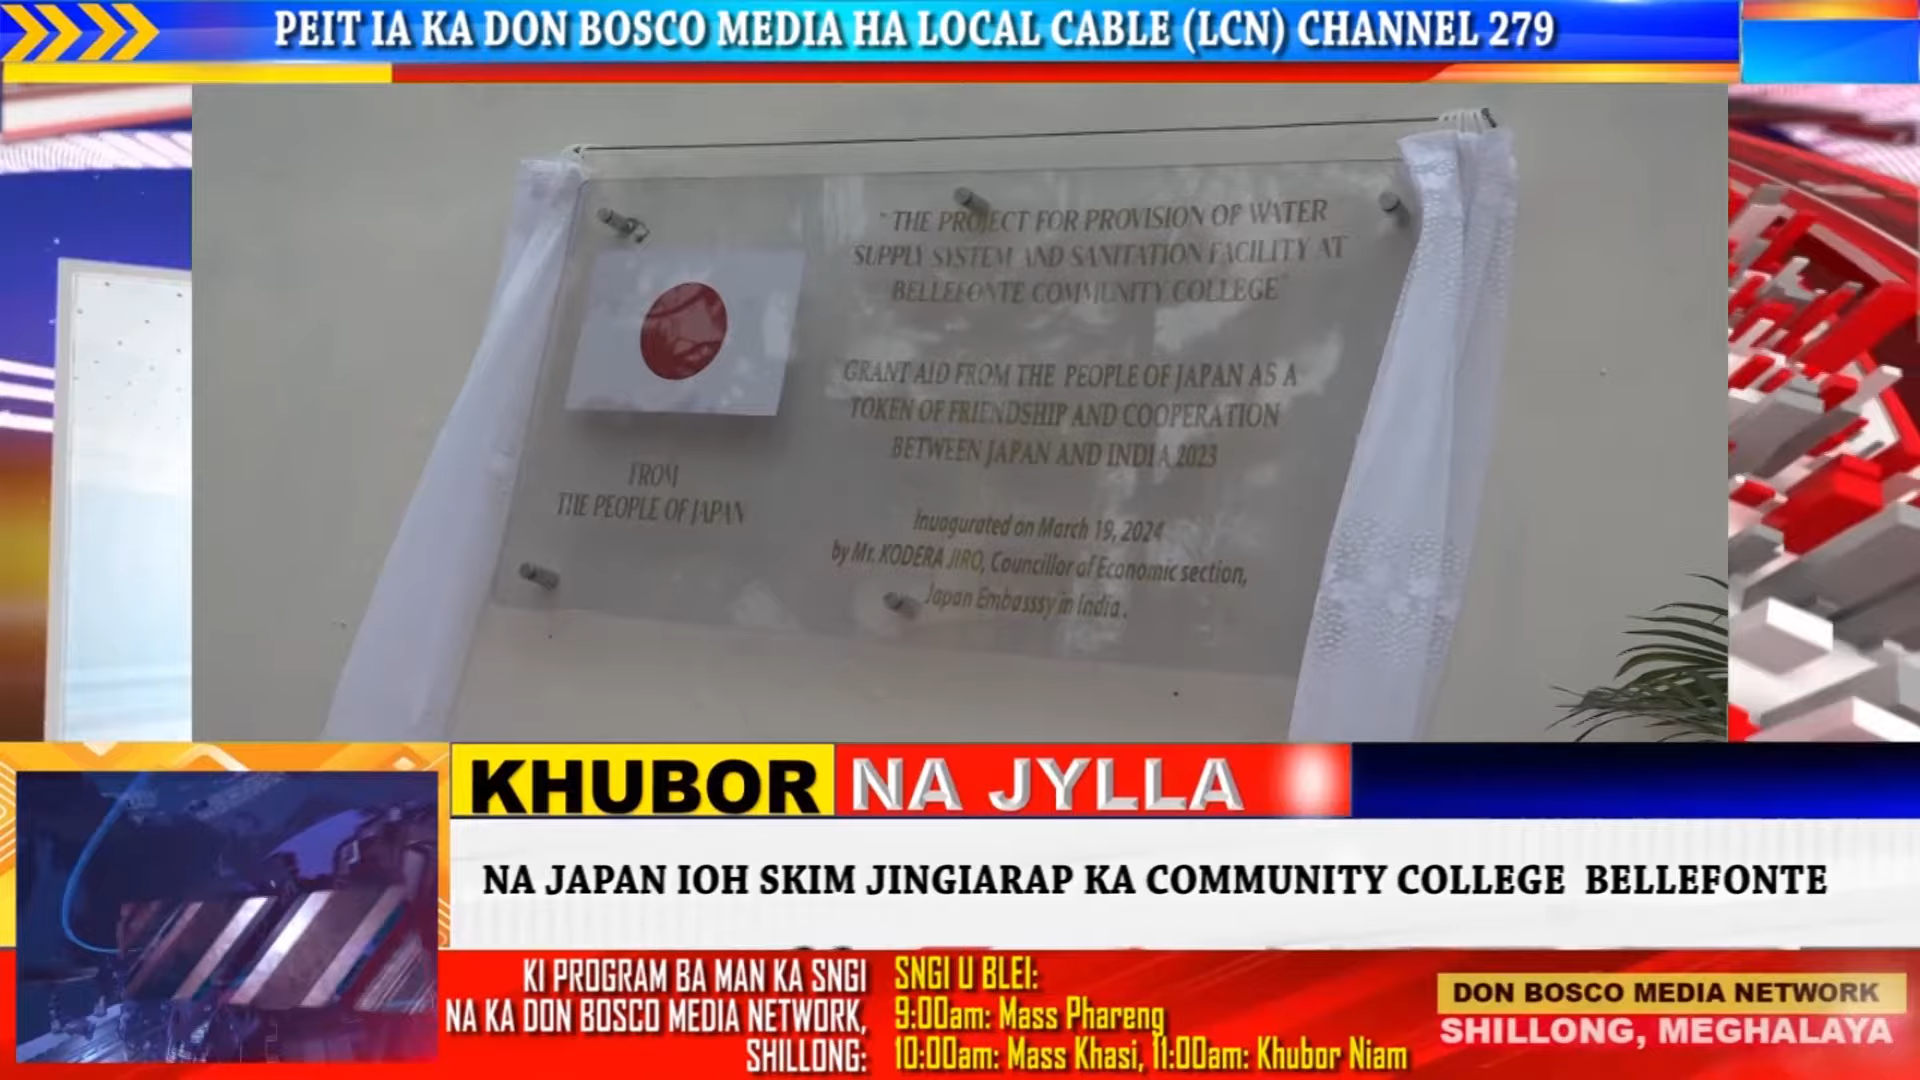 PEIT IA KA DON BOSCO MEDIA HA LOCAL CABLE (LCN) CHANNEL 279
"THE PROJECT FOR PROVISION OF WATER
SUPPLY SYSTEM AND SANITATION FACILITY AT
BELLEFONTE COMMUNITY COLLEGE"
GRANT AID FROM THE PEOPLE OF JAPAN AS A
TOKEN OF FRIENDSHIP AND COOPERATION
BETWEEN JAPAN AND INDIA 2023
FROM
THE PEOPLE OF JAPAN
Inuagurated on March 19, 2024
by Mr. KODERA JIRO, Councillor of Economic section,
Japan Embasssy in India.
KHUBOR NA JYLLA
NA JAPAN IOH SKIM JINGIARAP KA COMMUNITY COLLEGE BELLEFONTE
KI PROGRAM BA MAN KA SNGI
NA KA DON BOSCO MEDIA NETWORK,
SHILLONG:
SNGI U BLEI:
9:00am: Mass Phareng
10:00am: Mass Khasi, 11:00am: Khubor Niam
DON BOSCO MEDIA NETWORK
SHILLONG, MEGHALAYA